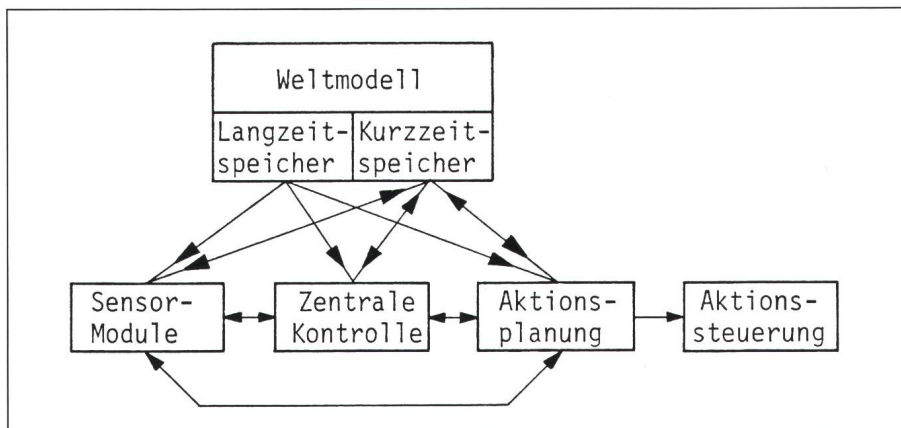 Weltmodell
Langzeit-
speicher
Kurzzeit-
speicher
Sensor-
Module
Zentrale
Kontrolle
Aktions-
planung
Aktions-
steuerung